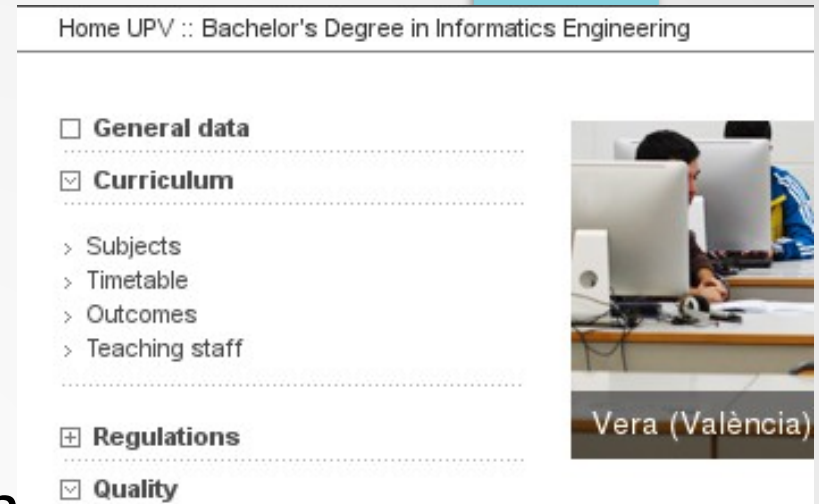 Home UPV :: Bachelor's Degree in Informatics Engineering
General data
Curriculum
> Subjects
> Timetable
> Outcomes
> Teaching staff
Regulations
Quality
Vera (València)